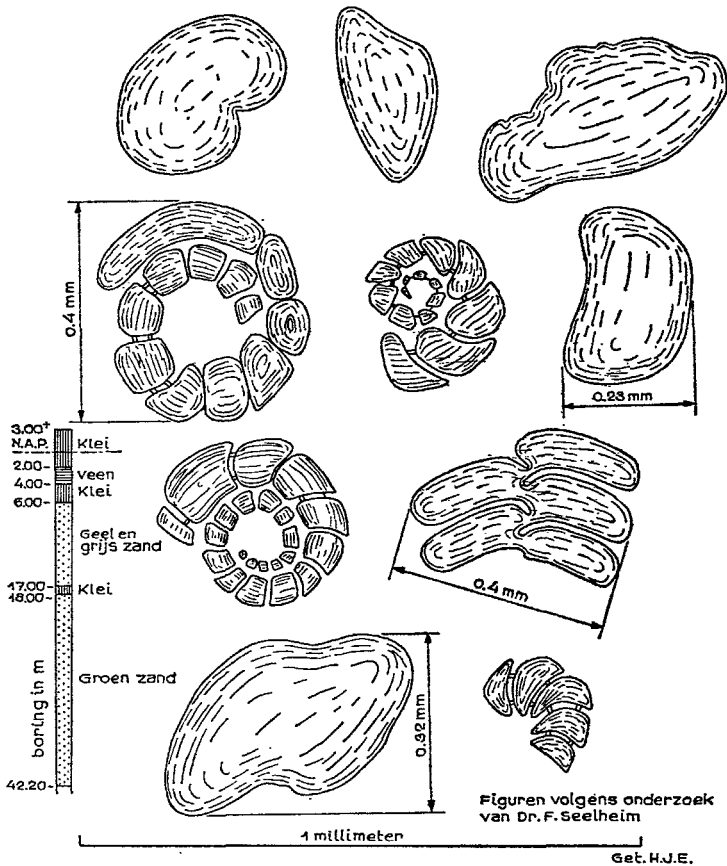 0.4 mm
0.23 mm
3.00+
N.A.P.
Klei
2.00-
Veen
4.00-
Klei
6.00-
Geel en
grijs zand
17.00-
Klei
18.00-
0.4 mm
Groen zand
boring in m
0.32 mm
42.20-
Figuren volgens onderzoek
van Dr. F. Seelheim
1 millimeter
Get. H.J.E.